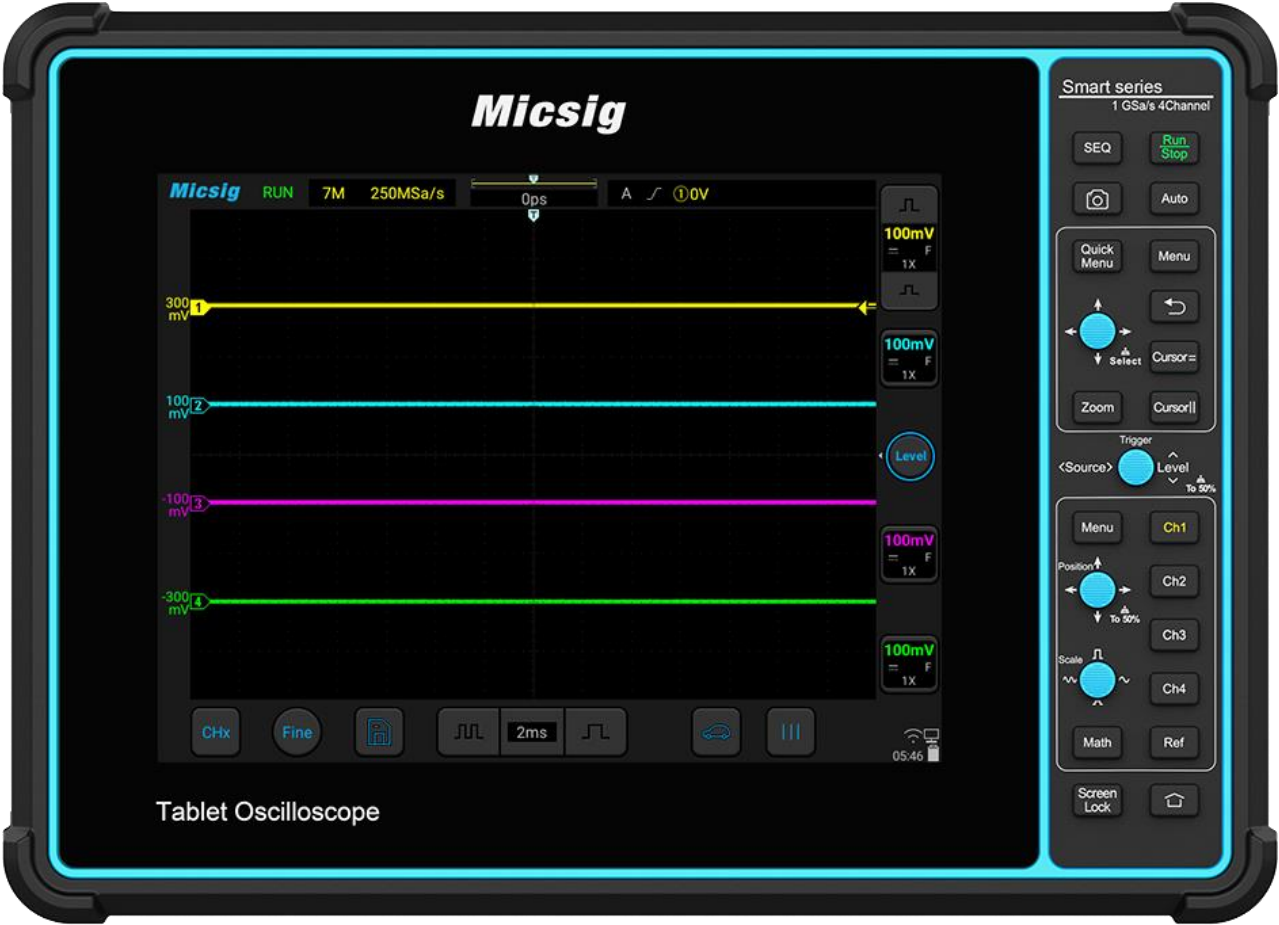 Micsig
Smart series
1 GSa/s 4Channel
SEQ
Run
Stop
Auto
Micsig RUN 7M 250MSa/s
T
0ps
T
A ①0V
100mV
F
1X
300
mV
1
100mV
F
1X
100
mV
2
Level
-100
mV
3
100mV
F
1X
-300
mV
4
100mV
F
1X
CHx
Fine
2ms
05:46
Quick
Menu
Menu
Select
Cursor=
Zoom
Cursor||
Trigger
<Source>
Level
To 50%
Menu
Ch1
Position
Ch2
To 50%
Ch3
Scale
Ch4
Math
Ref
Screen
Lock
Tablet Oscilloscope